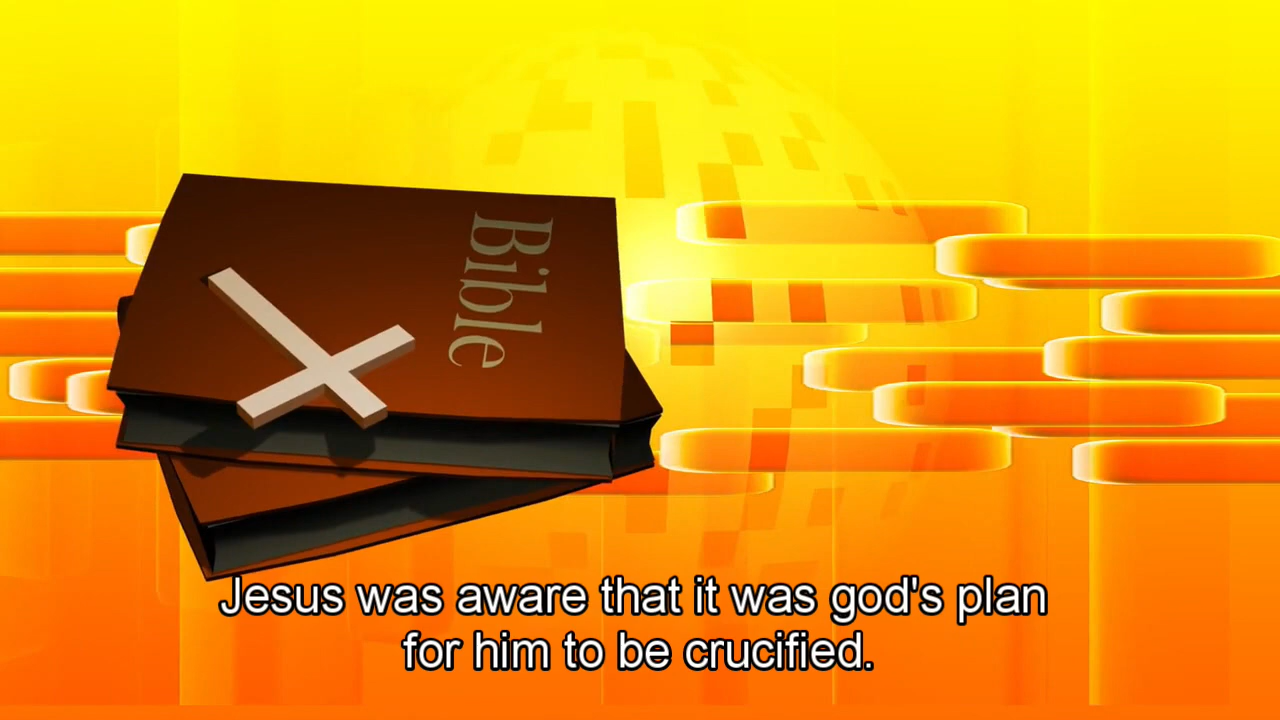 Bible
Jesus was aware that it was god's plan
for him to be crucified.